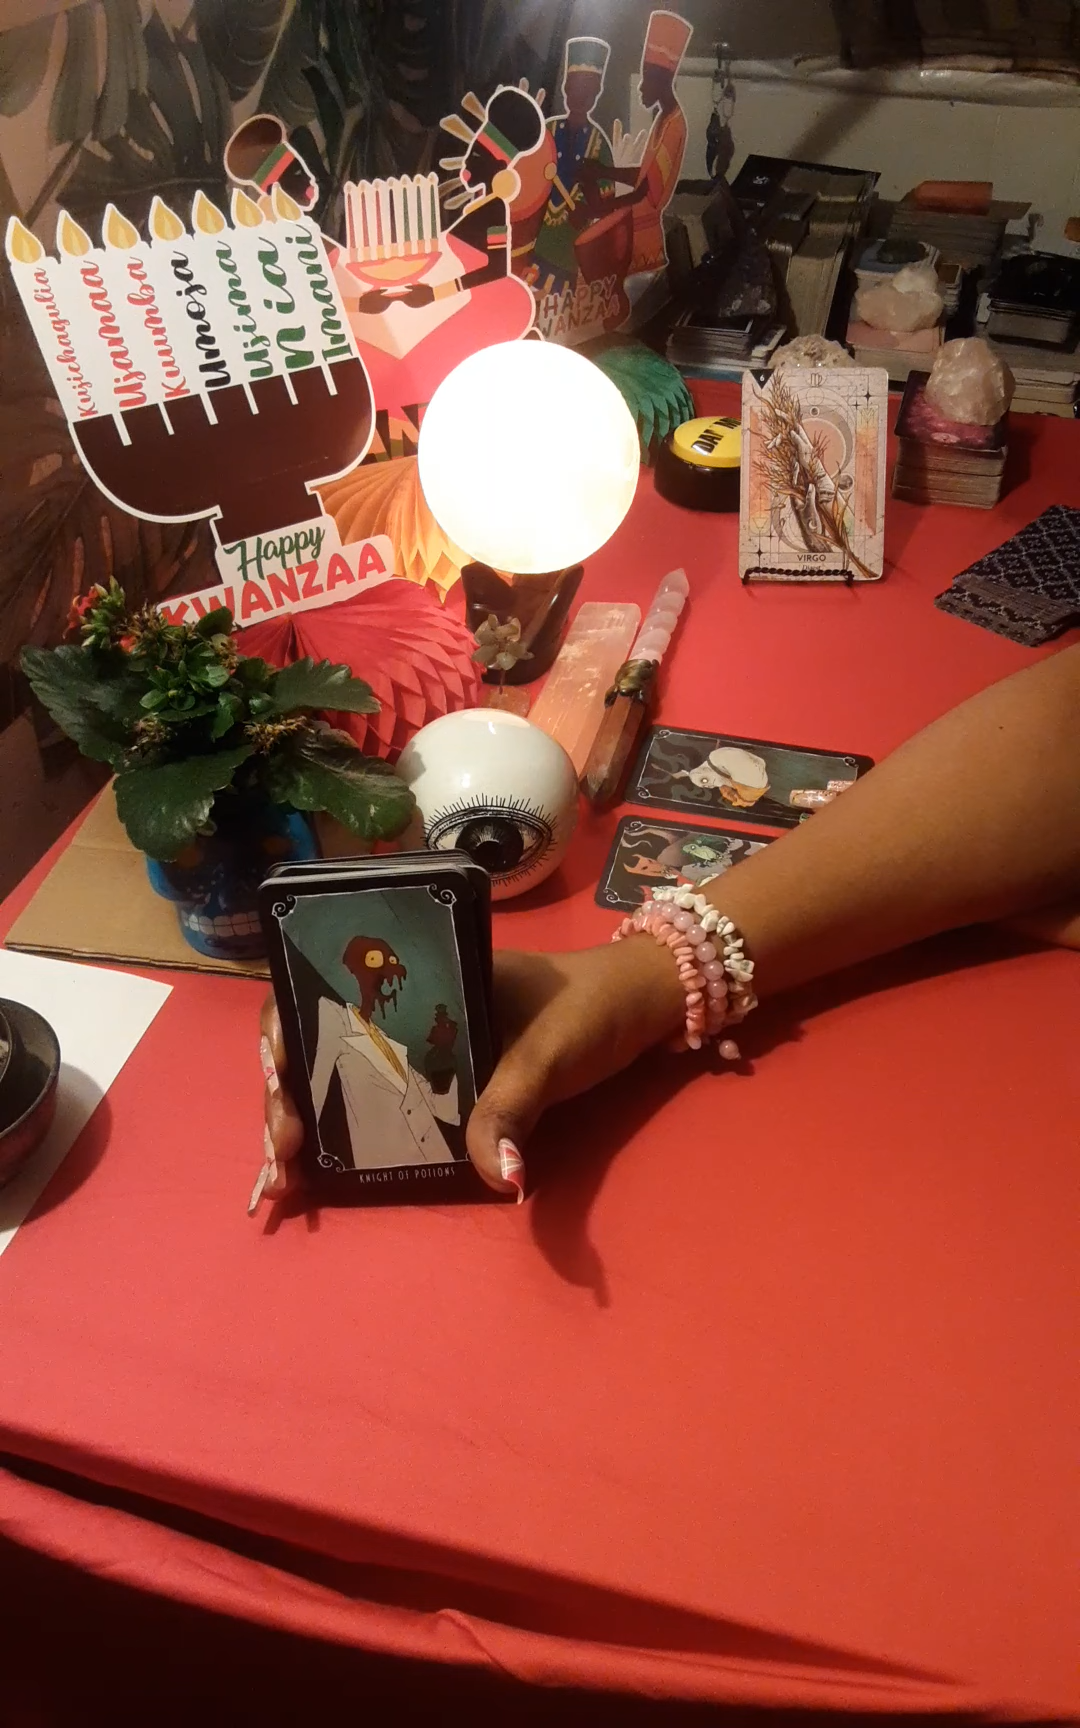 Kujichagulia
Ujamaa
Kuumba
Umoja
Ujima
nia
Imani
Happy
KWANZAA
HAPPY
KWANZAA
VIRGO
KNIGHT OF POTIONS